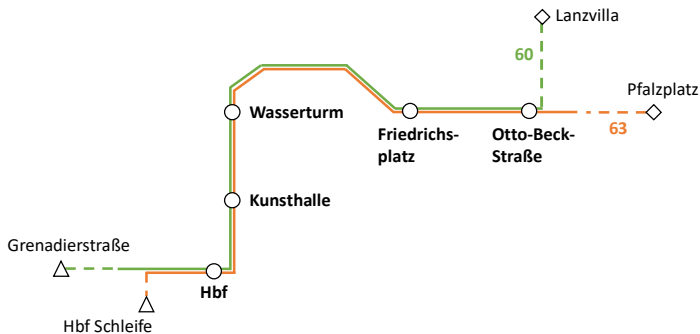 Lanzvilla
60
Pfalzplatz
63
Wasserturm
Friedrichs-
platz
Otto-Beck-
Straße
Kunsthalle
Grenadierstraße
Hbf
Hbf Schleife